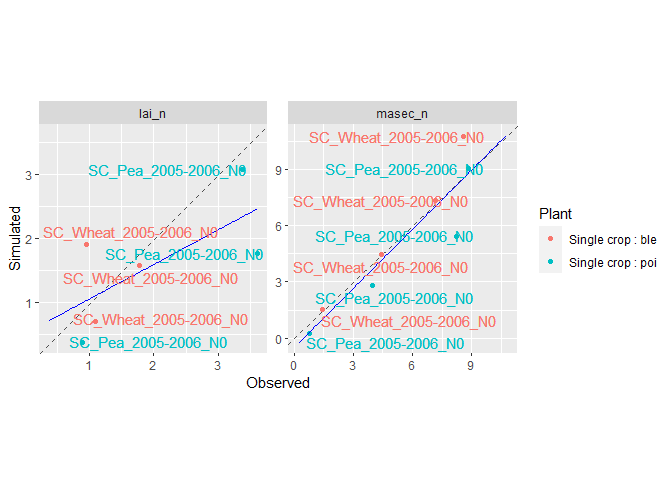 lai_n
masec_n
SC_Wheat_2005-2006_N0
SC_Pea_2005-2006_N0
SC_Wheat_2005-2006_N0
SC_Pea_2005-2006_N0
SC_Wheat_2005-2006_N0
SC_Wheat_2005-2006_N0
SC_Pea_2005-2006_N0
SC_Wheat_2005-2006_N0
SC_Pea_2005-2006_N0
SC_Wheat_2005-2006_N0
SC_Pea_2005-2006_N0
SC_Wheat_2005-2006_N0
SC_Pea_2005-2006_N0
SC_Wheat_2005-2006_N0
SC_Pea_2005-2006_N0
3
2
1
9
6
3
0
1 2 3
0 3 6 9
Simulated
Observed
Plant
Single crop : ble
Single crop : poi